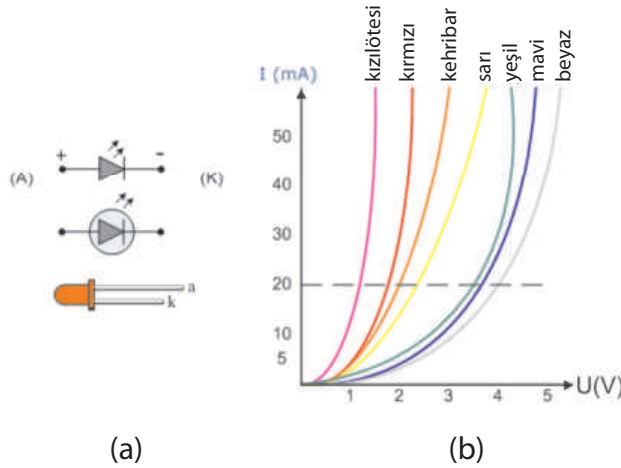 I (mA)
kızılötesi
kırmızı
kehribar
sarı
yeşil
mavi
beyaz
50
40
30
20
10
5
1 2 3 4 5
U(V)
+ -
(A) (K)
a
k
(a) (b)